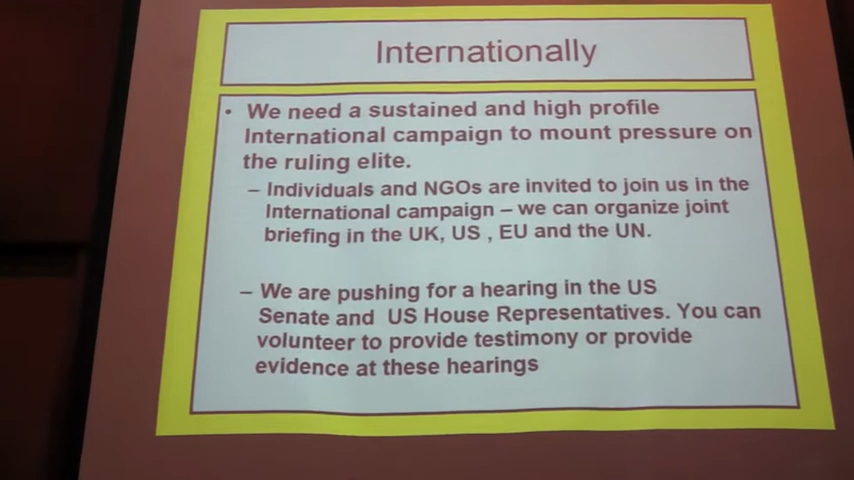 Internationally
• We need a sustained and high profile
International campaign to mount pressure on
the ruling elite.
– Individuals and NGOs are invited to join us in the
International campaign – we can organize joint
briefing in the UK, US , EU and the UN.
– We are pushing for a hearing in the US
Senate and US House Representatives. You can
volunteer to provide testimony or provide
evidence at these hearings